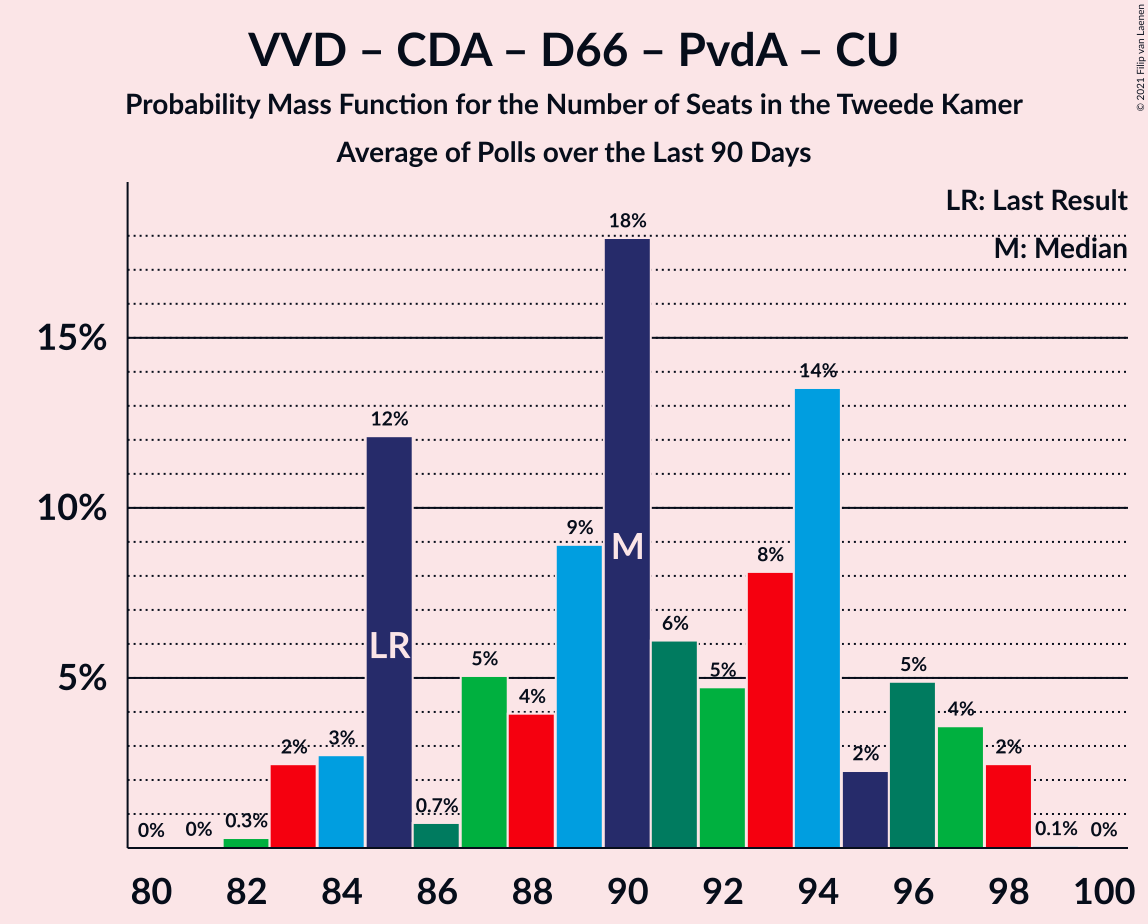 VVD – CDA – D66 – PvdA – CU
Probability Mass Function for the Number of Seats in the Tweede Kamer
Average of Polls over the Last 90 Days
© 2021 Filip van Laenen
LR: Last Result
M: Median
15%
10%
5%
0%
0%
0.3%
2%
3%
12%
0.7%
5%
4%
9%
18%
6%
5%
8%
14%
2%
5%
4%
2%
0.1%
0%
LR
M
80 82 84 86 88 90 92 94 96 98 100